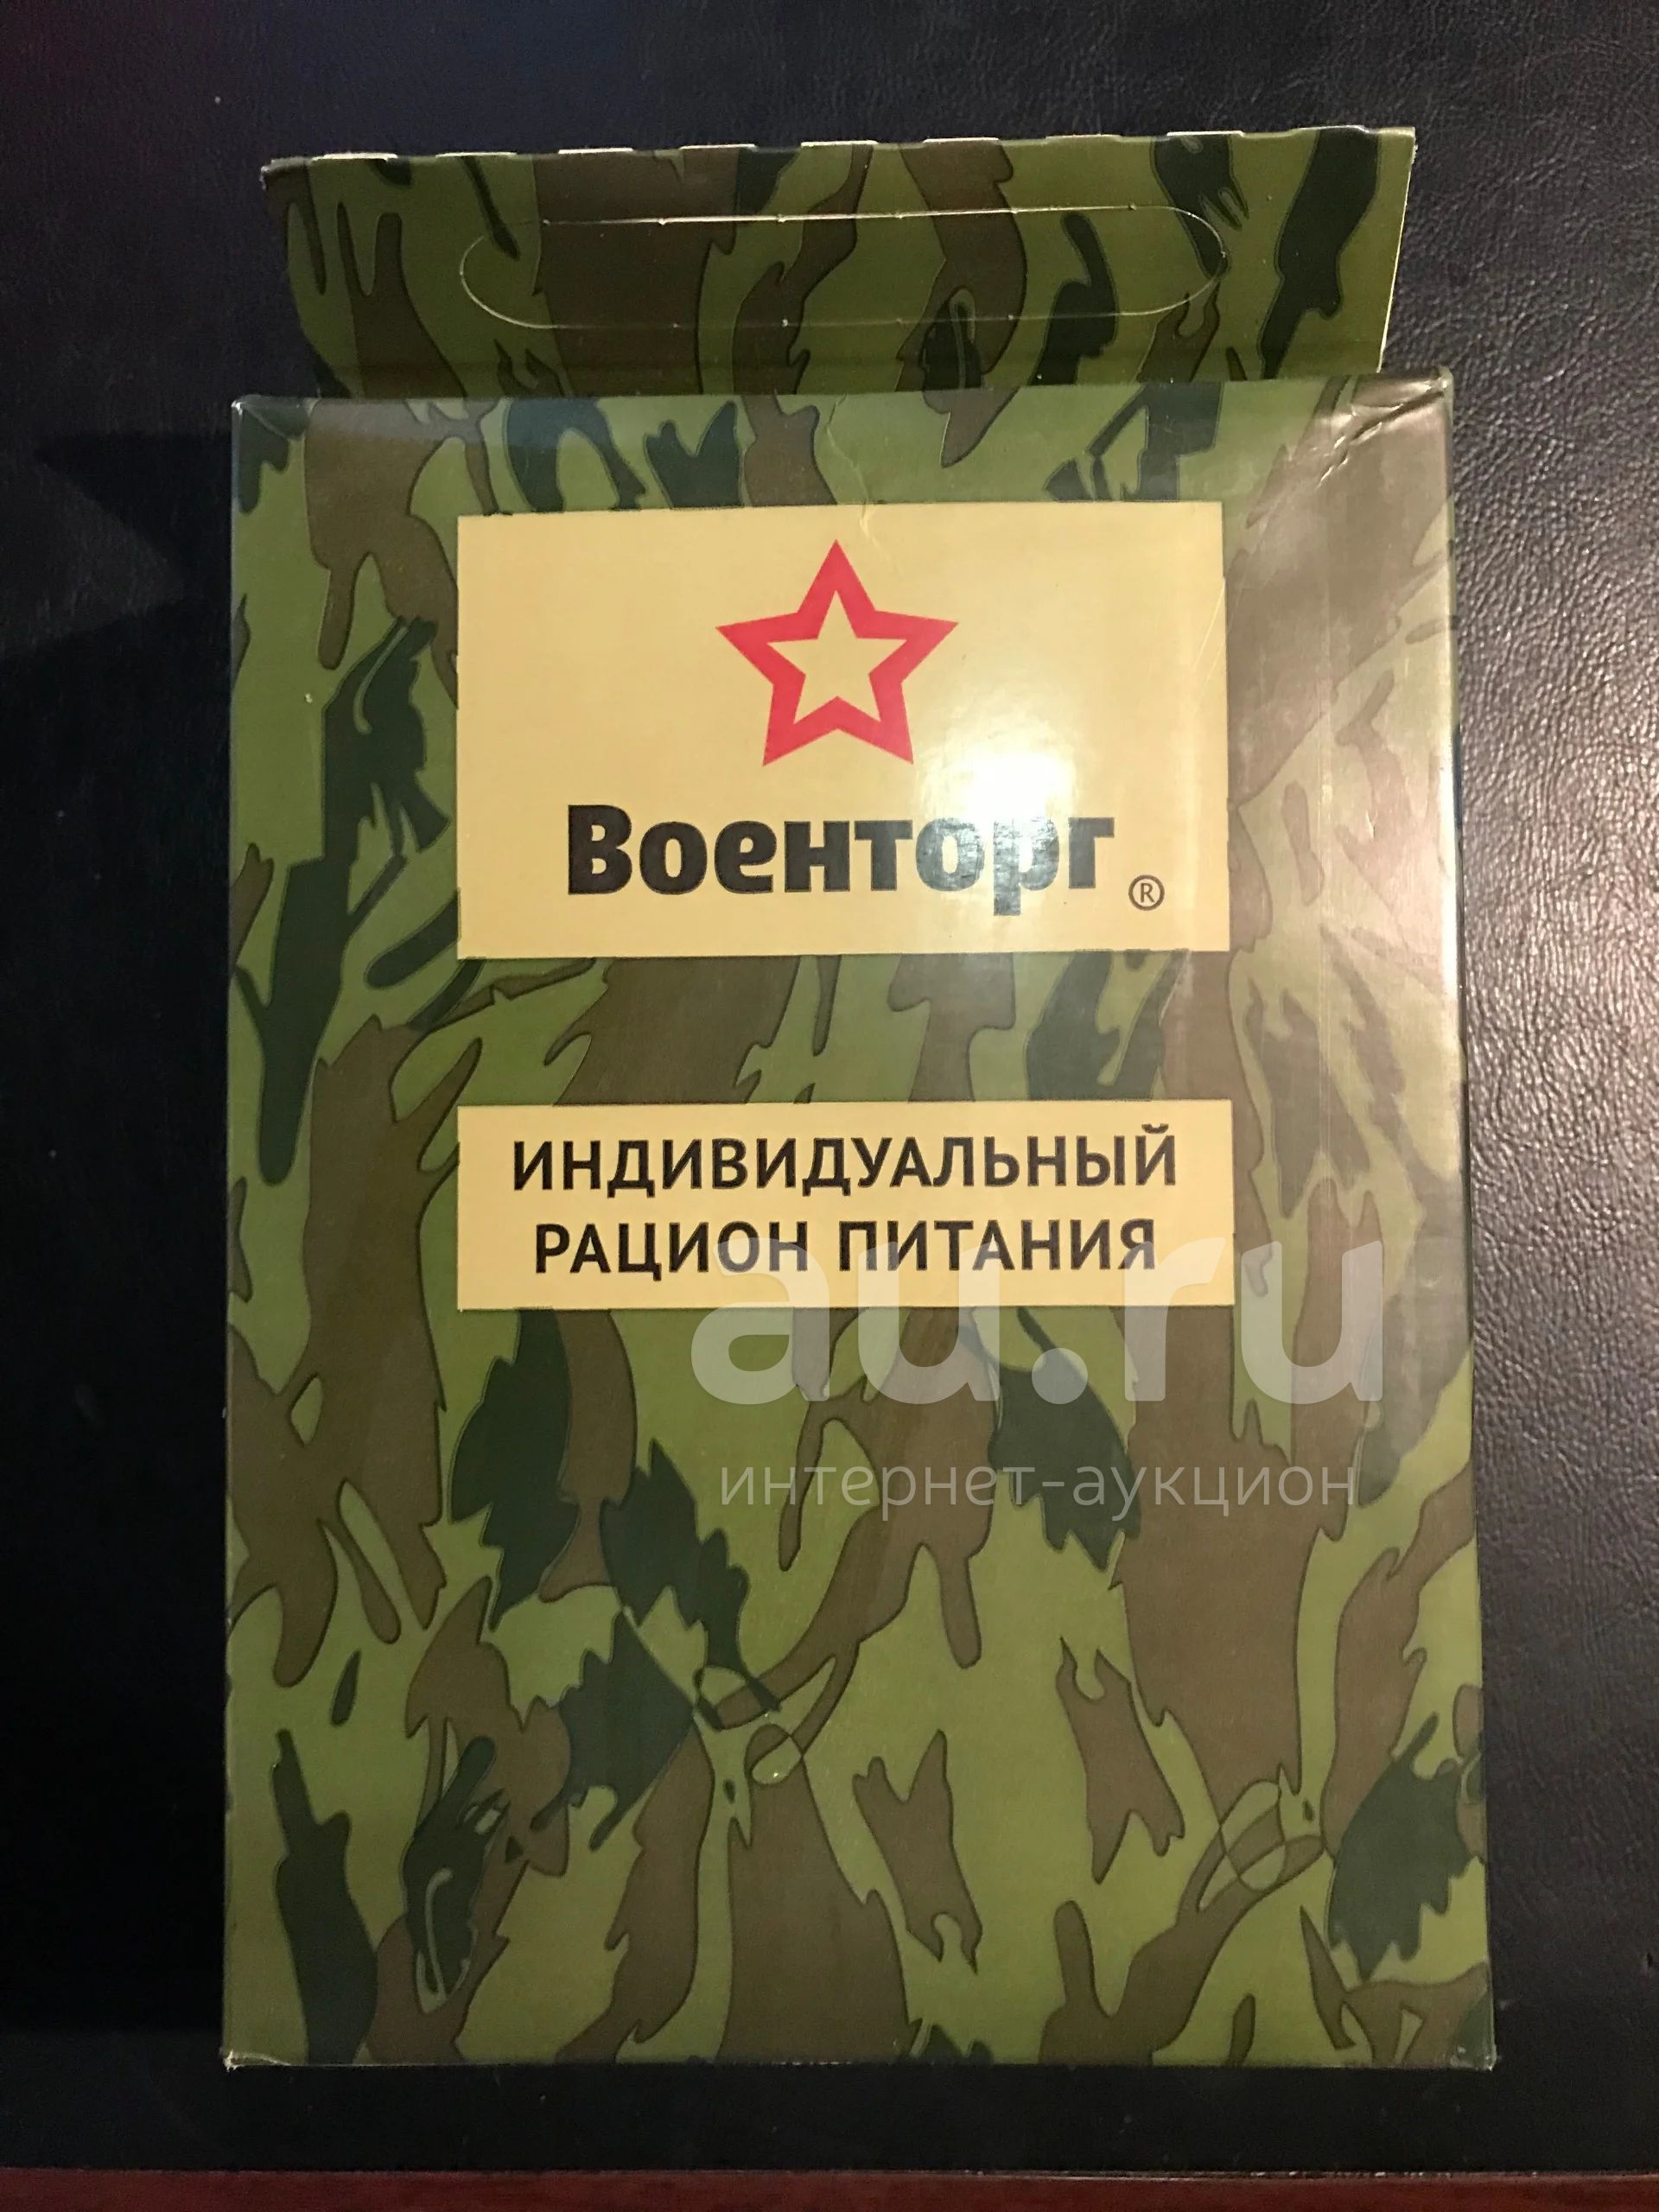 Военторг ®
ИНДИВИДУАЛЬНЫЙ
РАЦИОН ПИТАНИЯ
au.ru
интернет-аукцион